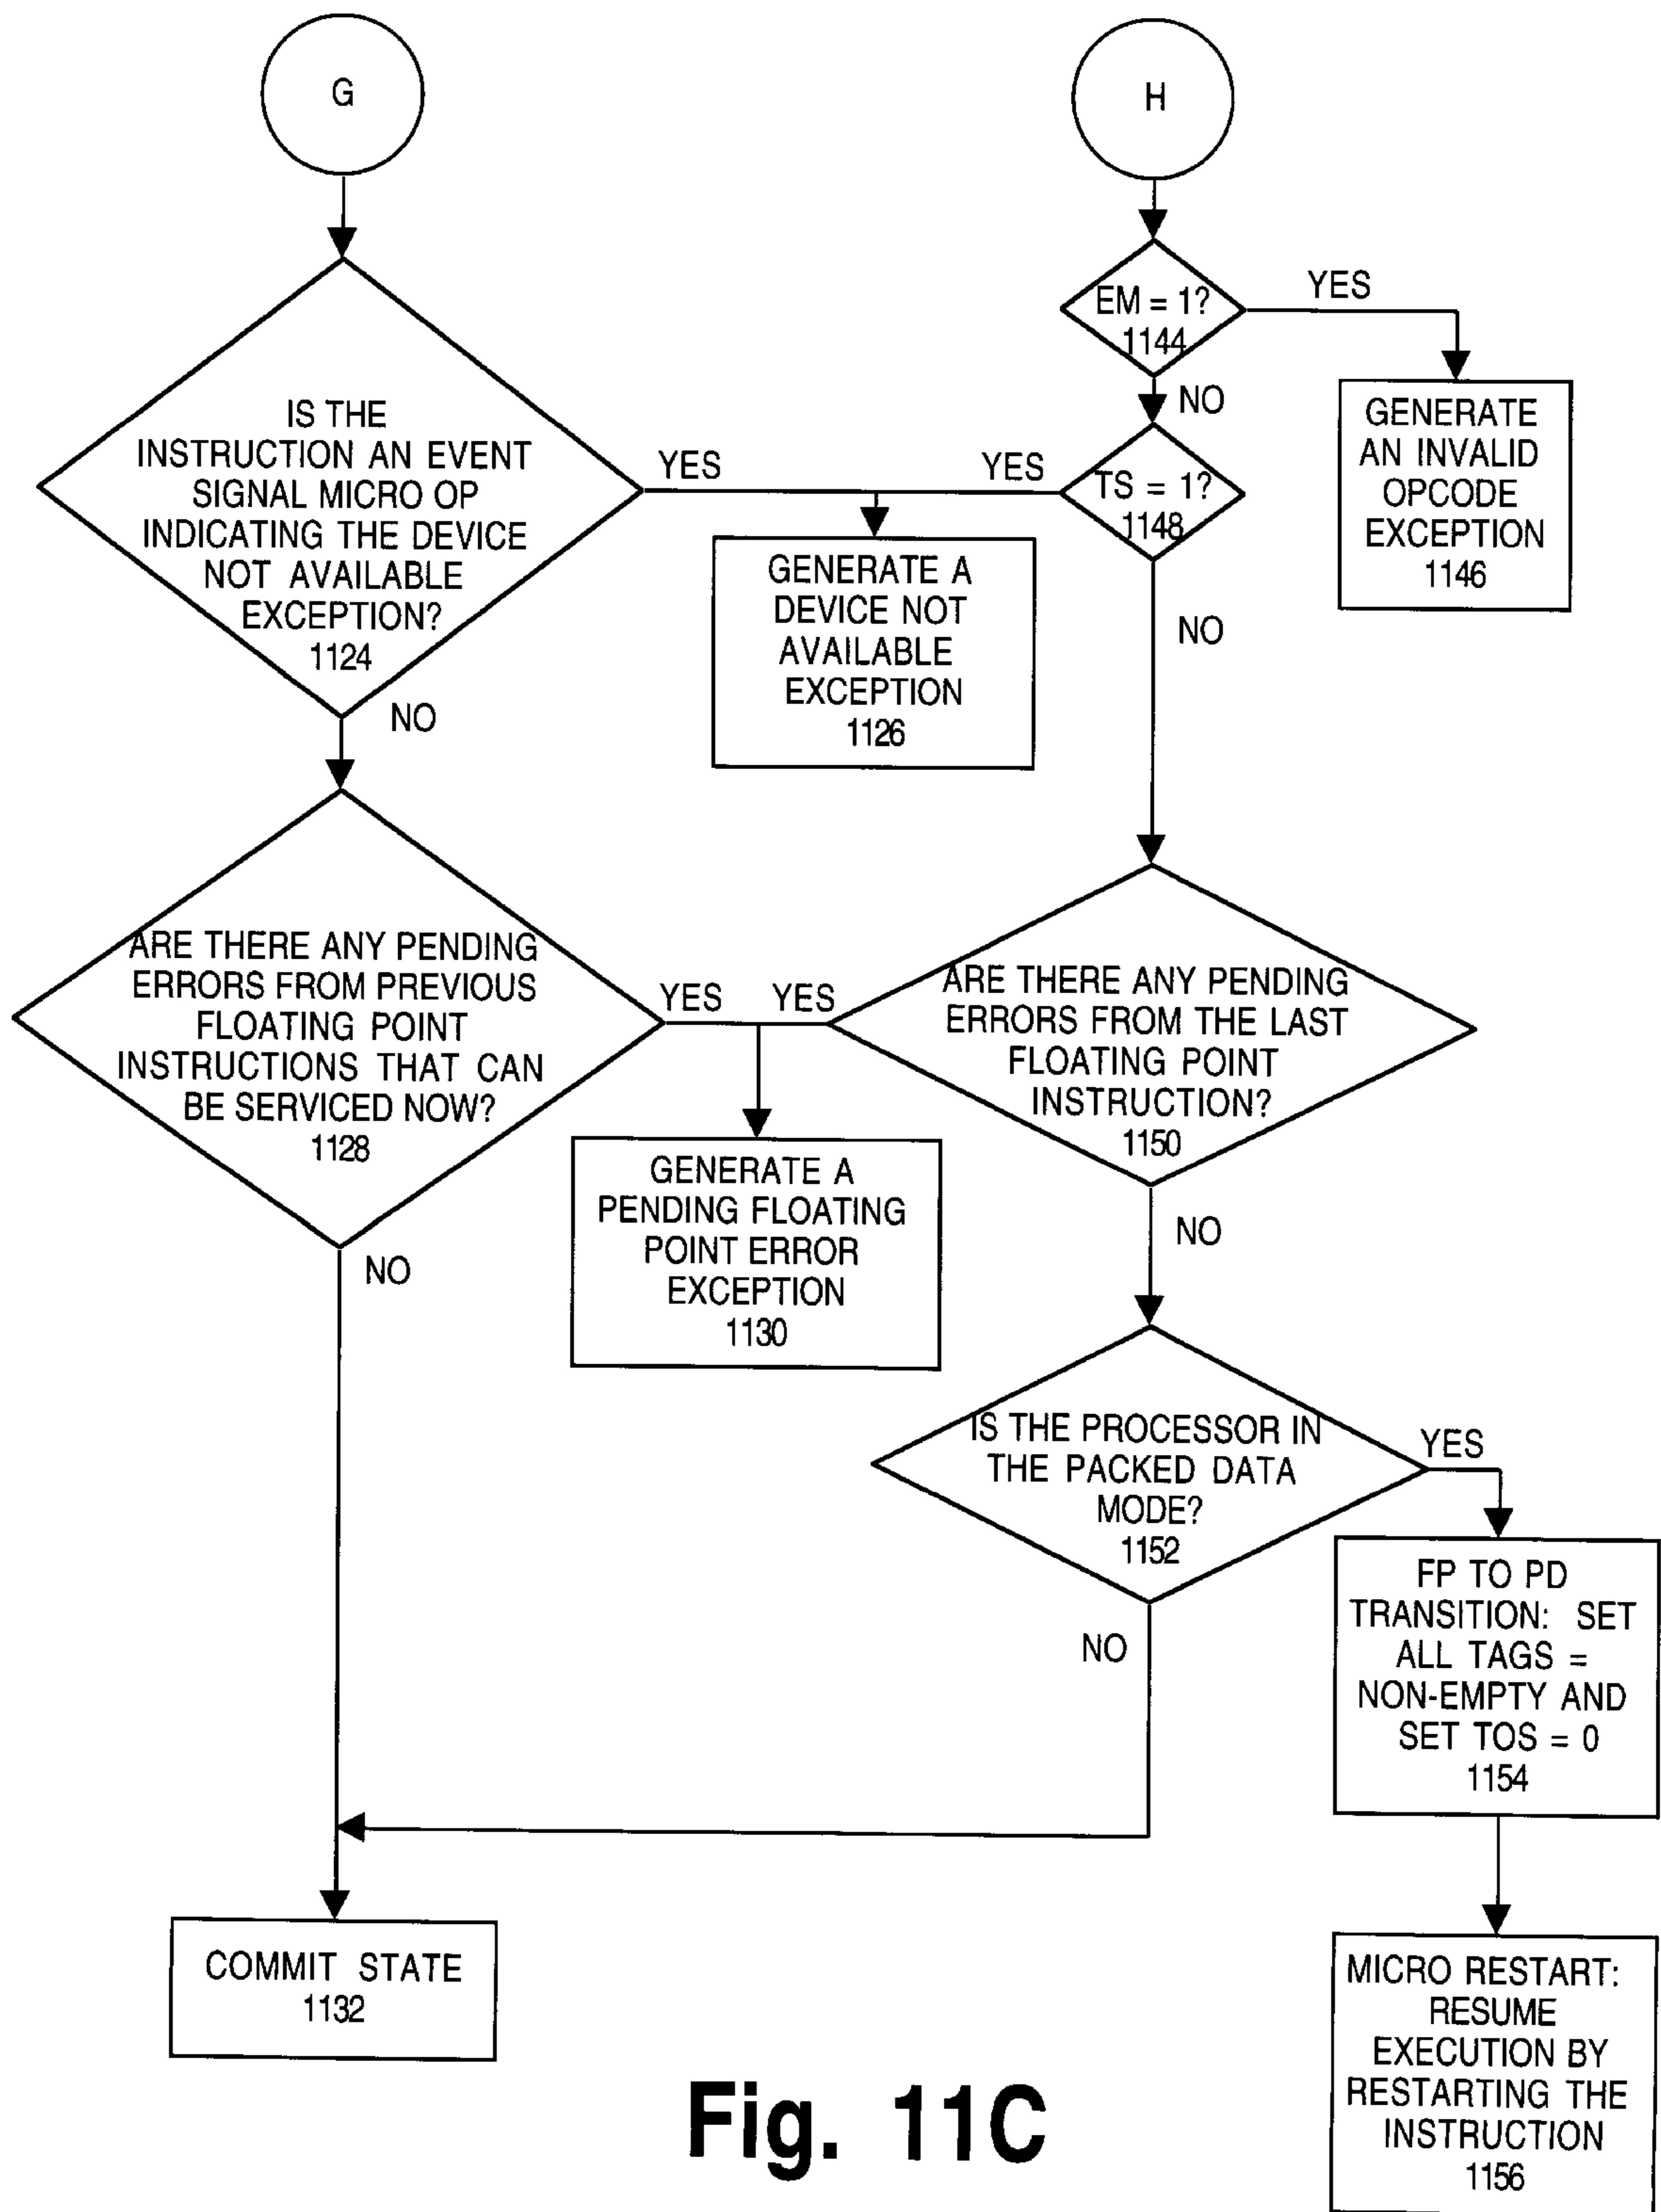 G
H
IS THE
INSTRUCTION AN EVENT
SIGNAL MICRO OP
INDICATING THE DEVICE
NOT AVAILABLE
EXCEPTION?
1124
YES
NO
EM = 1?
1144
YES
NO
GENERATE
AN INVALID
OPCODE
EXCEPTION
1146
YES
TS = 1?
1148
NO
GENERATE A
DEVICE NOT
AVAILABLE
EXCEPTION
1126
ARE THERE ANY PENDING
ERRORS FROM PREVIOUS
FLOATING POINT
INSTRUCTIONS THAT CAN
BE SERVICED NOW?
1128
YES
NO
YES
ARE THERE ANY PENDING
ERRORS FROM THE LAST
FLOATING POINT
INSTRUCTION?
1150
NO
GENERATE A
PENDING FLOATING
POINT ERROR
EXCEPTION
1130
IS THE PROCESSOR IN
THE PACKED DATA
MODE?
1152
YES
NO
FP TO PD
TRANSITION: SET
ALL TAGS =
NON-EMPTY AND
SET TOS = 0
1154
COMMIT STATE
1132
MICRO RESTART:
RESUME
EXECUTION BY
RESTARTING THE
INSTRUCTION
1156
Fig. 11C